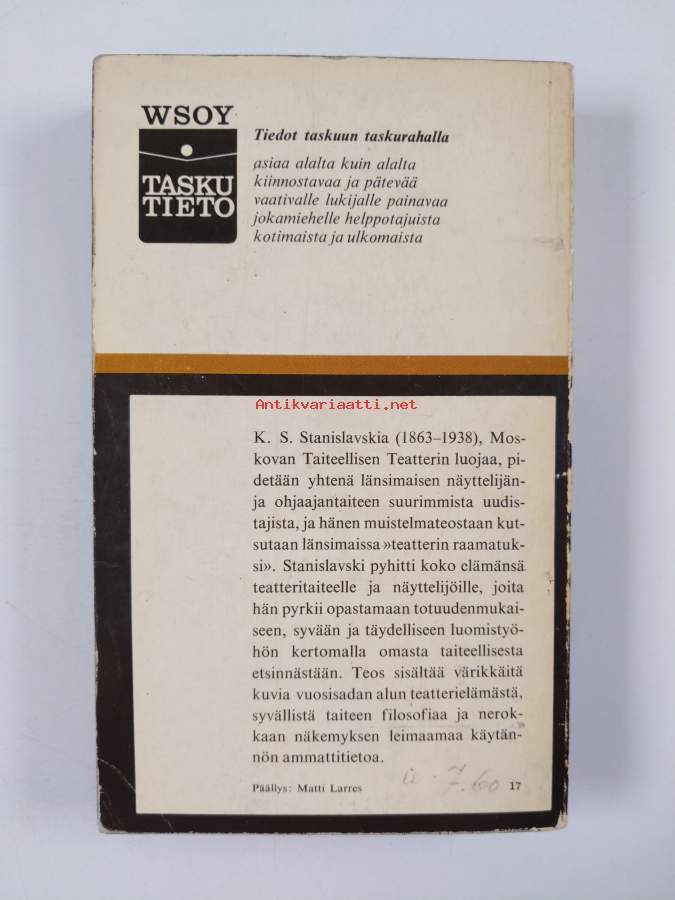 WSOY
TASKU
TIETO
Tiedot taskuun taskurahalla
asiaa alalta kuin alalta
kiinnostavaa ja pätevää
vaativalle lukijalle painavaa
jokamiehelle helppotajuista
kotimaista ja ulkomaista
Antikvariaatti.net
K. S. Stanislavskia (1863–1938), Mos-
kovan Taiteellisen Teatterin luojaa, pi-
detään yhtenä länsimaisen näyttelijän-
ja ohjaajantaiteen suurimmista uudis-
tajista, ja hänen muistelmateostaan kut-
sutaan länsimaissa »teatterin raamatuk-
si». Stanislavski pyhitti koko elämänsä
teatteritaiteelle ja näyttelijöille, joita
hän pyrkii opastamaan totuudenmukai-
seen, syvään ja täydelliseen luomistyö-
hön kertomalla omasta taiteellisesta
etsinnästään. Teos sisältää värikkäitä
kuvia vuosisadan alun teatterielämästä,
syvällistä taiteen filosofiaa ja nerok-
kaan näkemyksen leimaamaa käytän-
nön ammattitietoa.
Päällys: Matti Larres 7.60 17